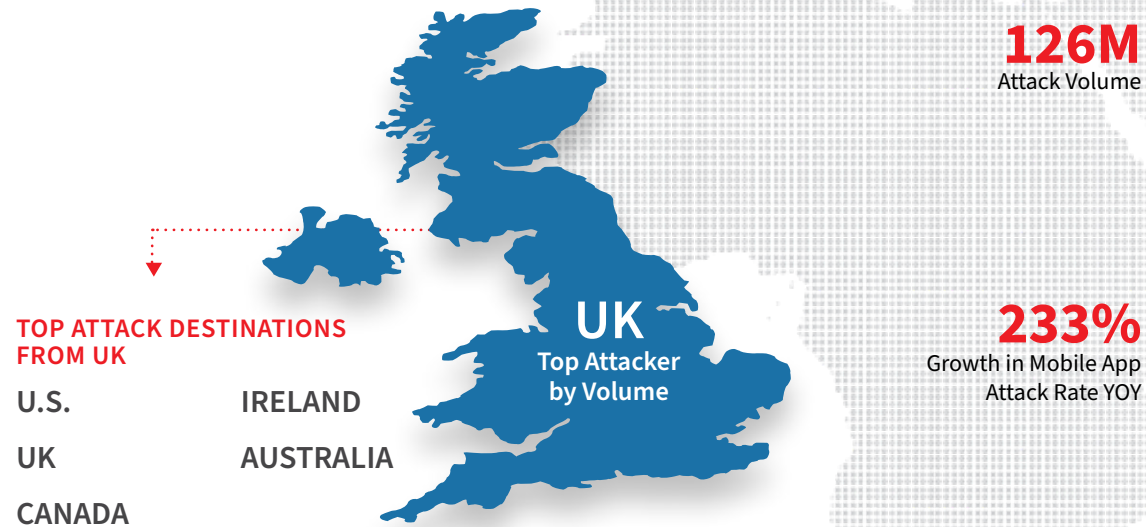 126M
Attack Volume
UK
Top Attacker
by Volume
233%
Growth in Mobile App
Attack Rate YOY
TOP ATTACK DESTINATIONS
FROM UK
U.S.
UK
CANADA
IRELAND
AUSTRALIA